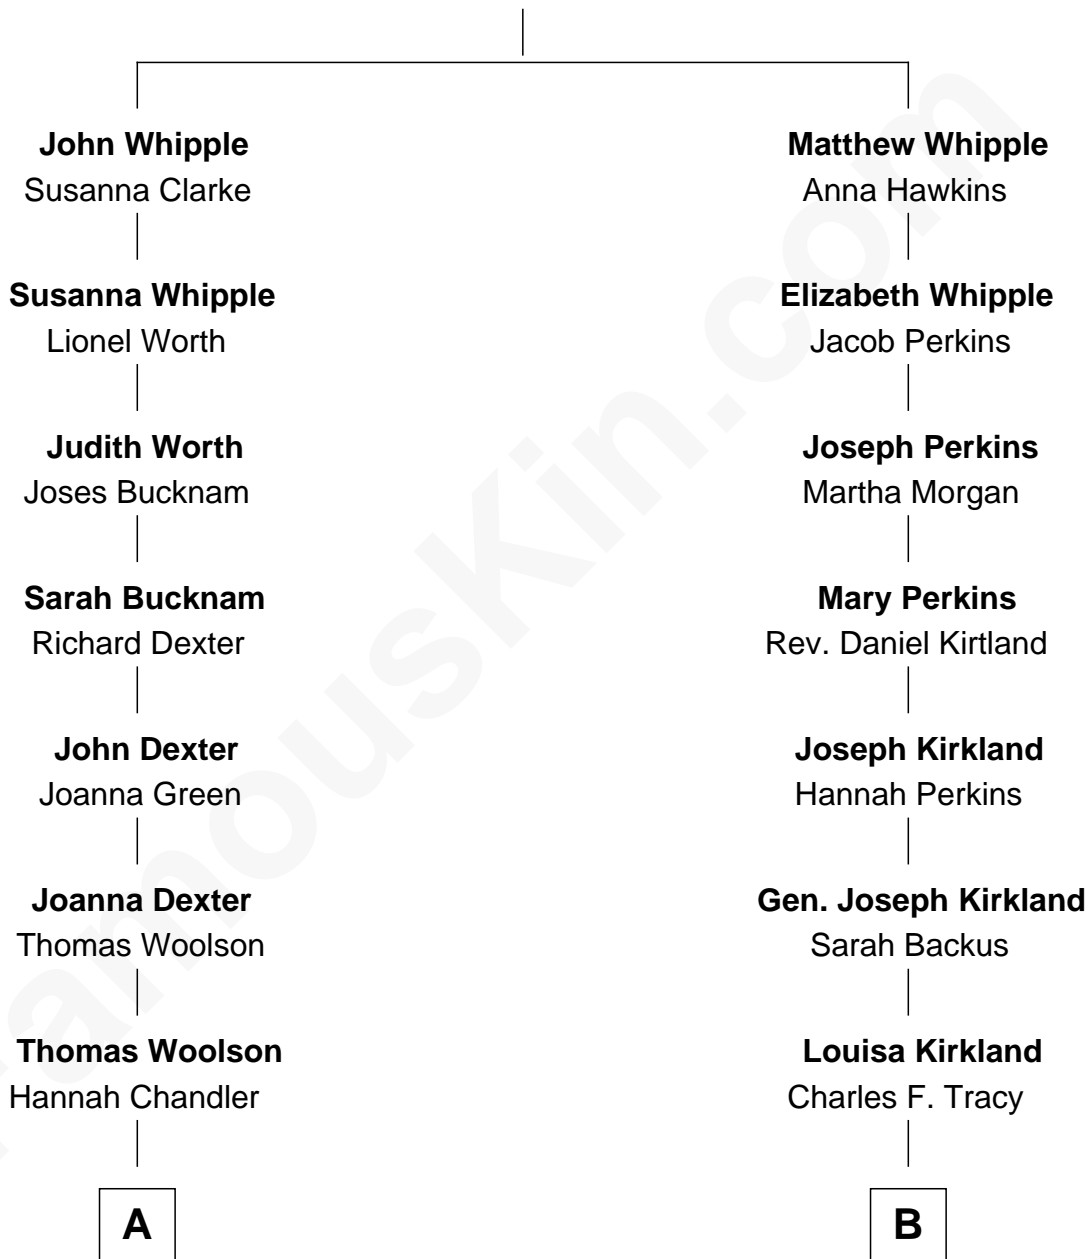 John Whipple
Susanna Clarke
Susanna Whipple
Lionel Worth
Judith Worth
Joses Bucknam
Sarah Bucknam
Richard Dexter
John Dexter
Joanna Green
Joanna Dexter
Thomas Woolson
Thomas Woolson
Hannah Chandler
A
Matthew Whipple
Anna Hawkins
Elizabeth Whipple
Jacob Perkins
Joseph Perkins
Martha Morgan
Mary Perkins
Rev. Daniel Kirtland
Joseph Kirkland
Hannah Perkins
Gen. Joseph Kirkland
Sarah Backus
Louisa Kirkland
Charles F. Tracy
B
FamousKin.com